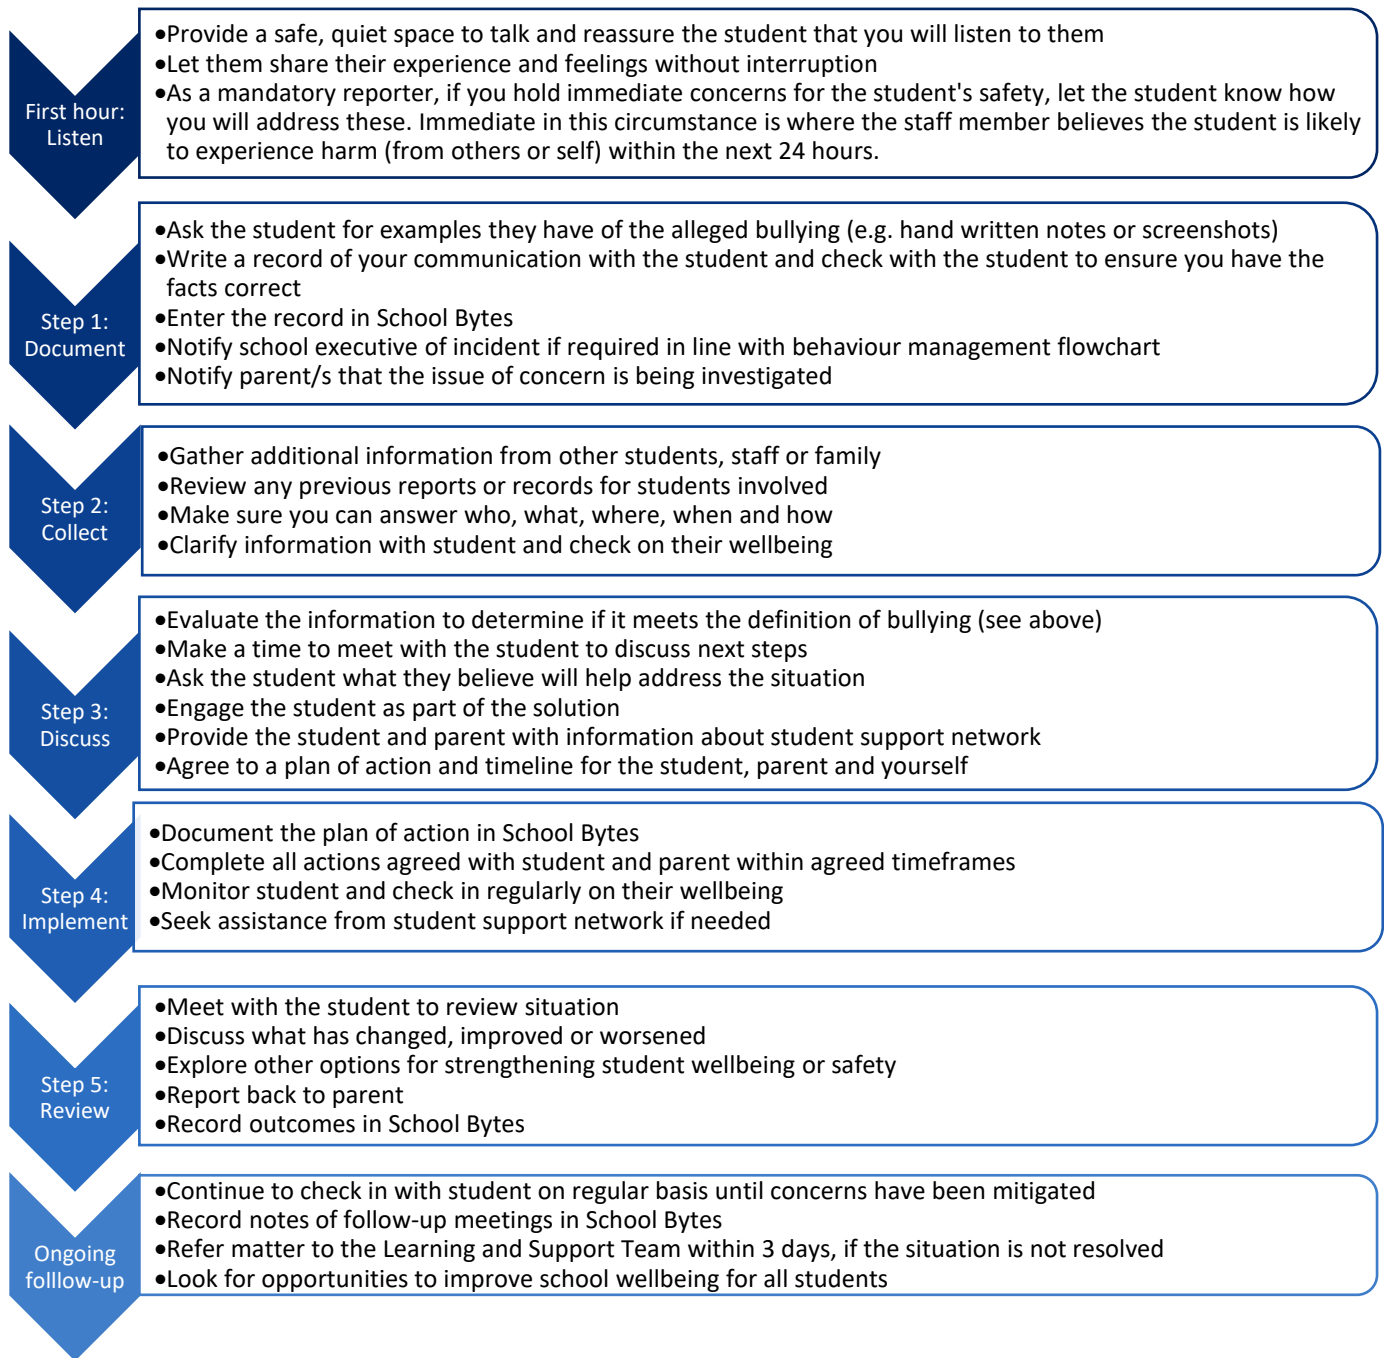 First hour:
Listen
•Provide a safe, quiet space to talk and reassure the student that you will listen to them
•Let them share their experience and feelings without interruption
•As a mandatory reporter, if you hold immediate concerns for the student's safety, let the student know how
you will address these. Immediate in this circumstance is where the staff member believes the student is likely
to experience harm (from others or self) within the next 24 hours.
Step 1:
Document
•Ask the student for examples they have of the alleged bullying (e.g. hand written notes or screenshots)
•Write a record of your communication with the student and check with the student to ensure you have the
facts correct
•Enter the record in School Bytes
•Notify school executive of incident if required in line with behaviour management flowchart
•Notify parent/s that the issue of concern is being investigated
Step 2:
Collect
•Gather additional information from other students, staff or family
•Review any previous reports or records for students involved
•Make sure you can answer who, what, where, when and how
•Clarify information with student and check on their wellbeing
Step 3:
Discuss
•Evaluate the information to determine if it meets the definition of bullying (see above)
•Make a time to meet with the student to discuss next steps
•Ask the student what they believe will help address the situation
•Engage the student as part of the solution
•Provide the student and parent with information about student support network
•Agree to a plan of action and timeline for the student, parent and yourself
Step 4:
Implement
•Document the plan of action in School Bytes
•Complete all actions agreed with student and parent within agreed timeframes
•Monitor student and check in regularly on their wellbeing
•Seek assistance from student support network if needed
Step 5:
Review
•Meet with the student to review situation
•Discuss what has changed, improved or worsened
•Explore other options for strengthening student wellbeing or safety
•Report back to parent
•Record outcomes in School Bytes
Ongoing
folllow-up
•Continue to check in with student on regular basis until concerns have been mitigated
•Record notes of follow-up meetings in School Bytes
•Refer matter to the Learning and Support Team within 3 days, if the situation is not resolved
•Look for opportunities to improve school wellbeing for all students